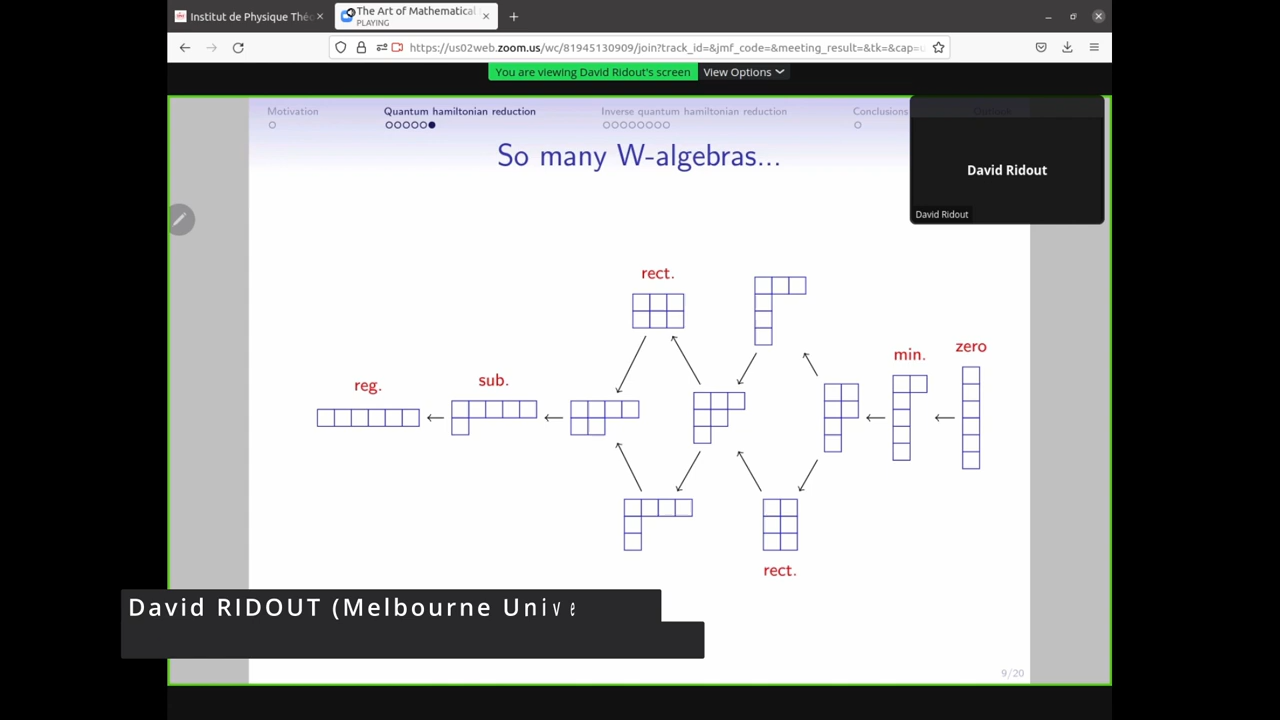 Institut de Physique Théo
The Art of Mathematical
PLAYING
https://us02web.zoom.us/wc/81945130909/join?track_id=&jmf_code=&meeting_result=&tk=&cap=
You are viewing David Ridout's screen
View Options
Motivation
Quantum hamiltonian reduction
Inverse quantum hamiltonian reduction
Conclusions
So many W-algebras...
David Ridout
David Ridout
rect.
zero
min.
sub.
reg.
rect.
David RIDOUT (Melbourne Unive
9/20